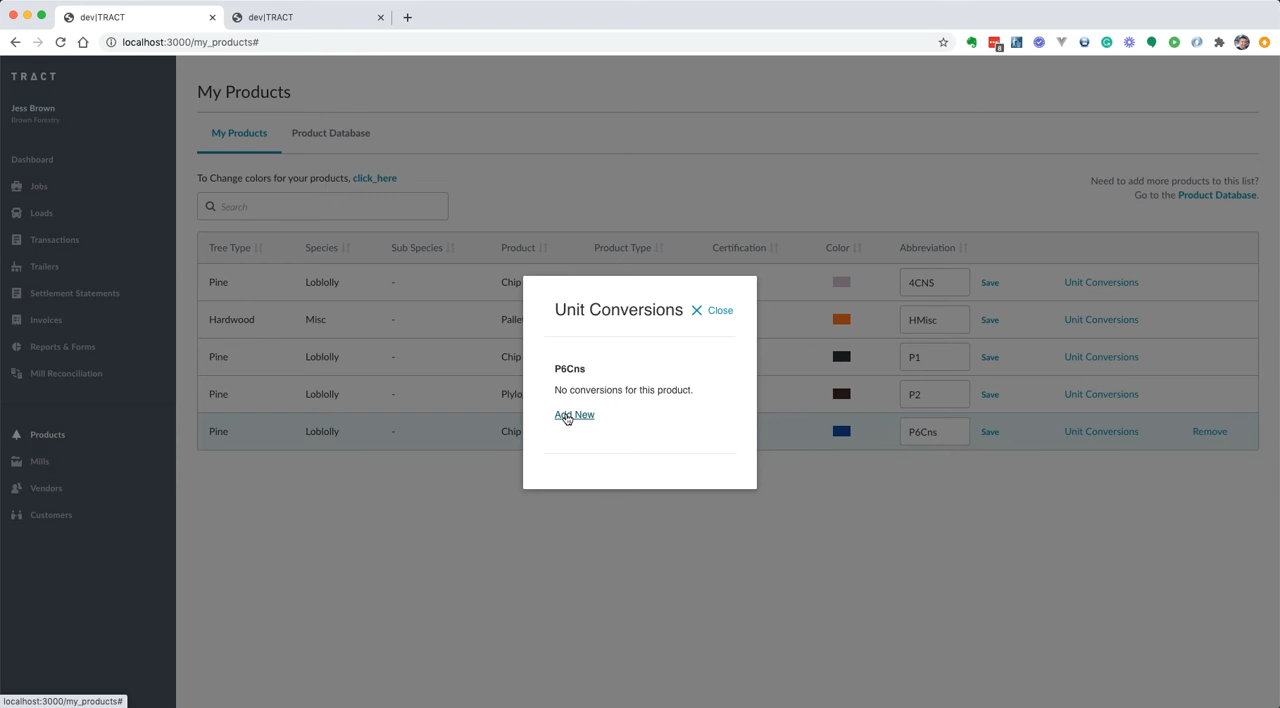 dev|TRACT
dev|TRACT
localhost:3000/my_products#
8
TRACT
Jess Brown
Brown Forestry
Dashboard
Jobs
Loads
Transactions
Trailers
Settlement Statements
Invoices
Reports & Forms
Mill Reconciliation
Products
Mills
Vendors
Customers
My Products
My Products Product Database
To Change colors for your products, click_here
Need to add more products to this list?
Go to the Product Database.
Search
Tree Type Species Sub Species Product Product Type Certification Color Abbreviation
Pine Loblolly - Chip 4CNS Save Unit Conversions
Hardwood Misc - Palle HMisc Save Unit Conversions
Pine Loblolly - Chip P1 Save Unit Conversions
Pine Loblolly - Plylo P2 Save Unit Conversions
Pine Loblolly - Chip P6Cns Save Unit Conversions Remove
Unit Conversions Close
P6Cns
No conversions for this product.
Add New
localhost:3000/my_products#